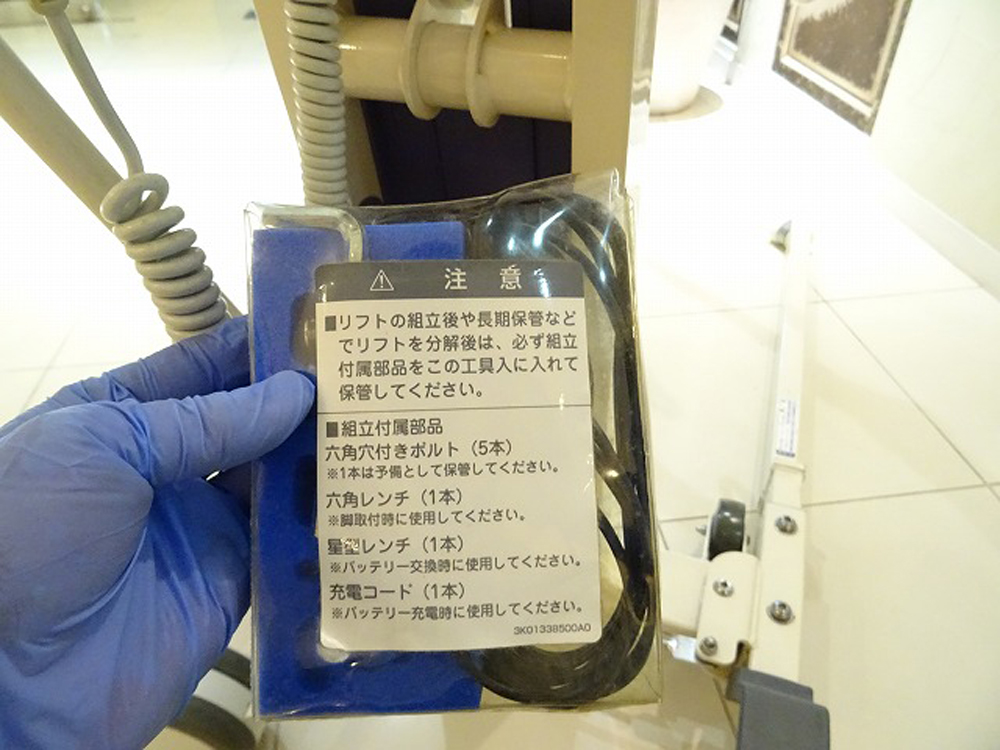 ⚠ 注意
■リフトの組立後や長期保管など
でリフトを分解後は、必ず組立
付属部品をこの工具入に入れて
保管してください。
■組立付属部品
六角穴付きボルト（5本）
※1本は予備として保管してください。
六角レンチ（1本）
※脚取付時に使用してください。
星型レンチ（1本）
※バッテリー交換時に使用してください。
充電コード（1本）
※バッテリー充電時に使用してください。
3K01338500A0